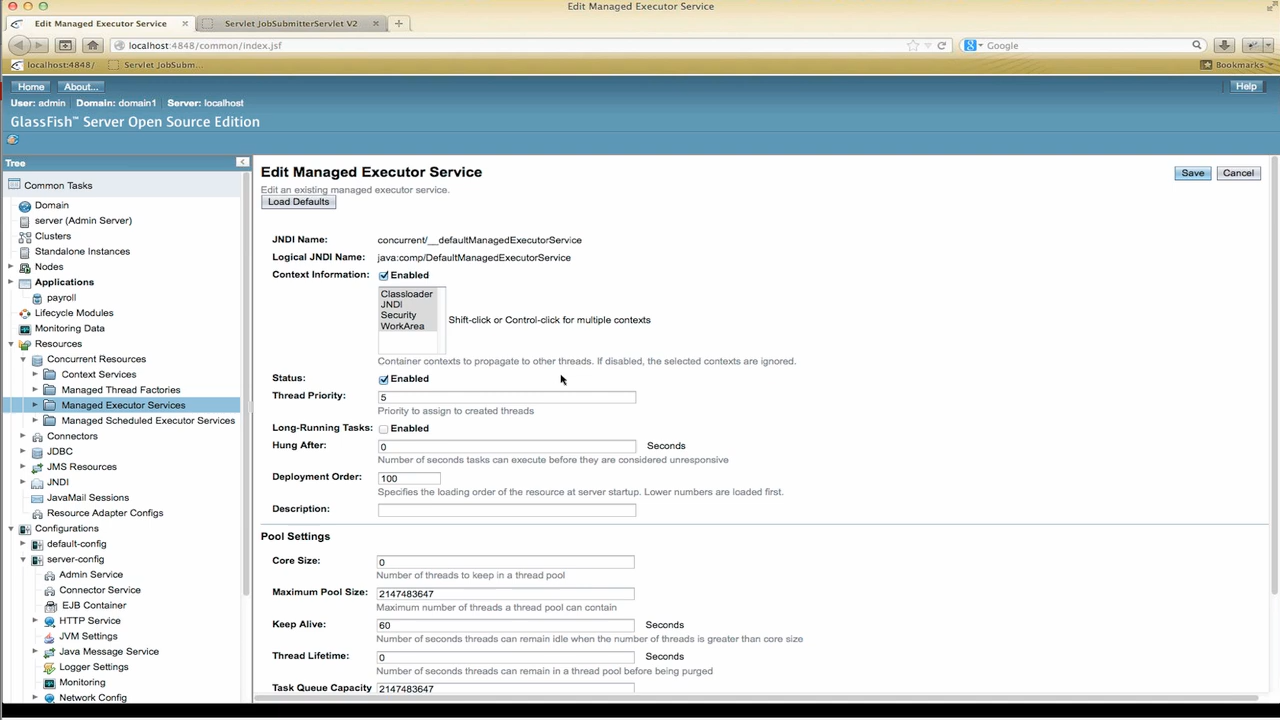 Edit Managed Executor Service
Edit Managed Executor Service × Servlet JobSubmitterServlet V2 × +
localhost:4848/common/index.jsf Google
localhost:4848/ Servlet JobSubm... Bookmarks
Home About... Help
User: admin Domain: domain1 Server: localhost
GlassFish™ Server Open Source Edition
Tree
Common Tasks
Domain
server (Admin Server)
Clusters
Standalone Instances
Nodes
Applications
payroll
Lifecycle Modules
Monitoring Data
Resources
Concurrent Resources
Context Services
Managed Thread Factories
Managed Executor Services
Managed Scheduled Executor Services
Connectors
JDBC
JMS Resources
JNDI
JavaMail Sessions
Resource Adapter Configs
Configurations
default-config
server-config
Admin Service
Connector Service
EJB Container
HTTP Service
JVM Settings
Java Message Service
Logger Settings
Monitoring
Network Config
Edit Managed Executor Service
Save Cancel
Edit an existing managed executor service.
Load Defaults
JNDI Name: concurrent/__defaultManagedExecutorService
Logical JNDI Name: java:comp/DefaultManagedExecutorService
Context Information: Enabled
Classloader
JNDI
Security
WorkArea
Shift-click or Control-click for multiple contexts
Container contexts to propagate to other threads. If disabled, the selected contexts are ignored.
Status: Enabled
Thread Priority: 5
Priority to assign to created threads
Long-Running Tasks: Enabled
Hung After: 0 Seconds
Number of seconds tasks can execute before they are considered unresponsive
Deployment Order: 100
Specifies the loading order of the resource at server startup. Lower numbers are loaded first.
Description:
Pool Settings
Core Size: 0
Number of threads to keep in a thread pool
Maximum Pool Size: 2147483647
Maximum number of threads a thread pool can contain
Keep Alive: 60 Seconds
Number of seconds threads can remain idle when the number of threads is greater than core size
Thread Lifetime: 0 Seconds
Number of seconds threads can remain in a thread pool before being purged
Task Queue Capacity 2147483647